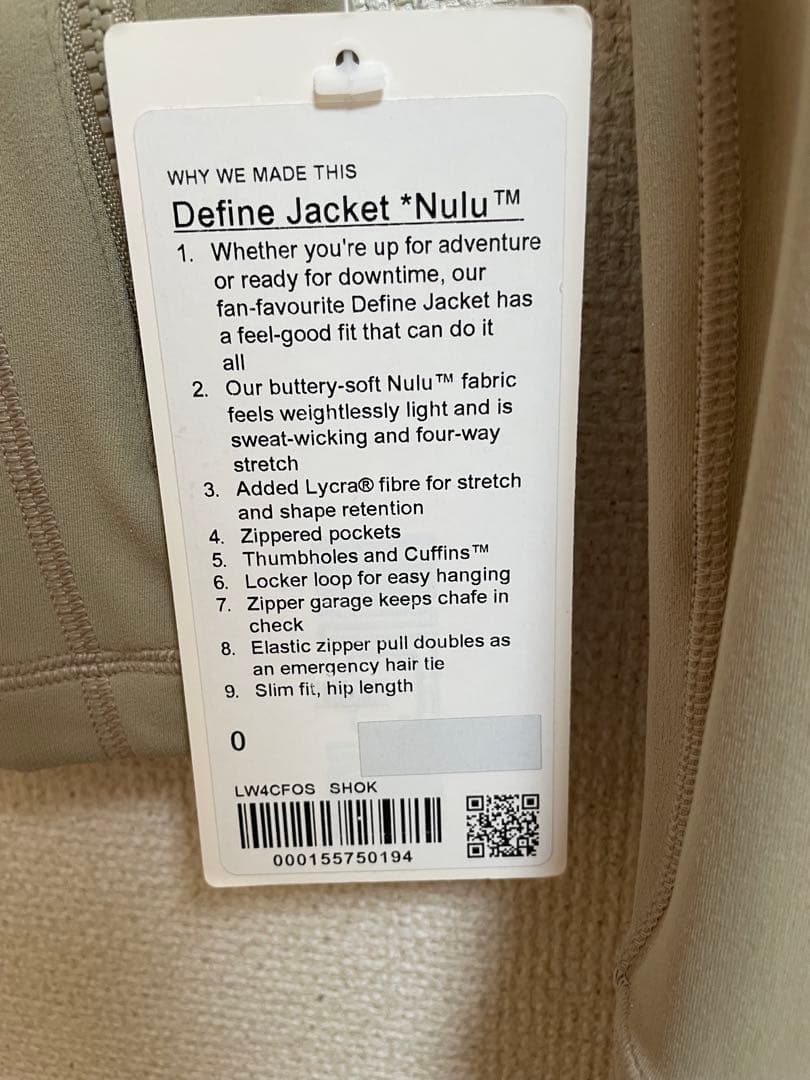 WHY WE MADE THIS
Define Jacket *Nulu™
1. Whether you're up for adventure
or ready for downtime, our
fan-favourite Define Jacket has
a feel-good fit that can do it
all
2. Our buttery-soft Nulu™ fabric
feels weightlessly light and is
sweat-wicking and four-way
stretch
3. Added Lycra® fibre for stretch
and shape retention
4. Zippered pockets
5. Thumbholes and Cuffins™
6. Locker loop for easy hanging
7. Zipper garage keeps chafe in
check
8. Elastic zipper pull doubles as
an emergency hair tie
9. Slim fit, hip length
0
LW4CFOS SHOK
000155750194